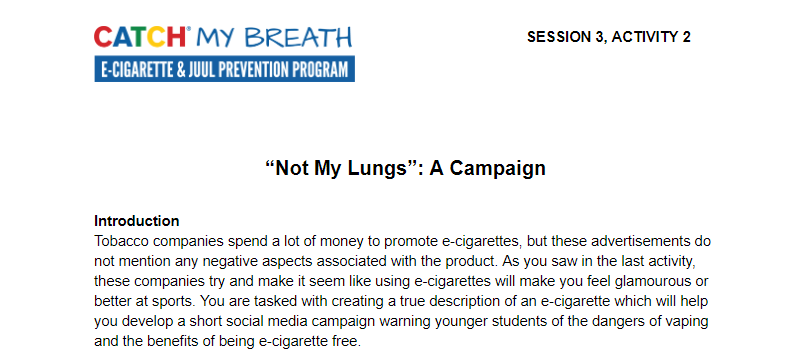 CATCH® MY BREATH
SESSION 3, ACTIVITY 2
E-CIGARETTE & JUUL PREVENTION PROGRAM
“Not My Lungs”: A Campaign
Introduction
Tobacco companies spend a lot of money to promote e-cigarettes, but these advertisements do
not mention any negative aspects associated with the product. As you saw in the last activity,
these companies try and make it seem like using e-cigarettes will make you feel glamourous or
better at sports. You are tasked with creating a true description of an e-cigarette which will help
you develop a short social media campaign warning younger students of the dangers of vaping
and the benefits of being e-cigarette free.